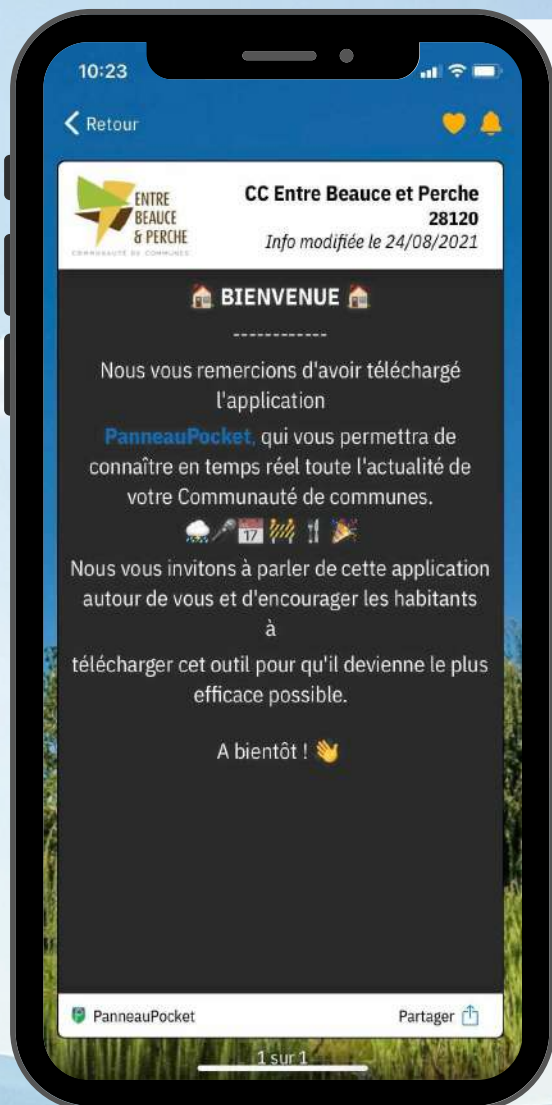 10:23
Retour
ENTRE
BEAUCE
& PERCHE
COMMUNAUTÉ DE COMMUNES
CC Entre Beauce et Perche
28120
Info modifiée le 24/08/2021
🏠 BIENVENUE 🏠
------------
Nous vous remercions d'avoir téléchargé
l'application
PanneauPocket, qui vous permettra de
connaître en temps réel toute l'actualité de
votre Communauté de communes.
🌧️🎤📅🚧🍴🎉
Nous vous invitons à parler de cette application
autour de vous et d'encourager les habitants
à
télécharger cet outil pour qu'il devienne le plus
efficace possible.
A bientôt ! 👋
PanneauPocket
Partager
1 sur 1